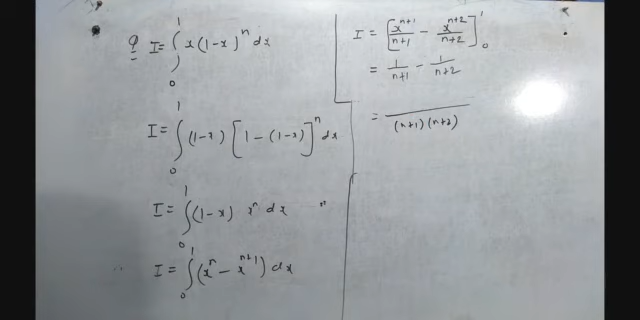 Q I = ∫₀¹ x(1-x)ⁿ dx
I = ∫₀¹ (1-x) [1-(1-x)]ⁿ dx
I = ∫₀¹ (1-x) xⁿ dx
∴ I = ∫₀¹ (xⁿ - xⁿ⁺¹) dx
I = [xⁿ⁺¹/n+1 - xⁿ⁺²/n+2]₀¹
= 1/n+1 - 1/n+2
= /(n+1)(n+2)